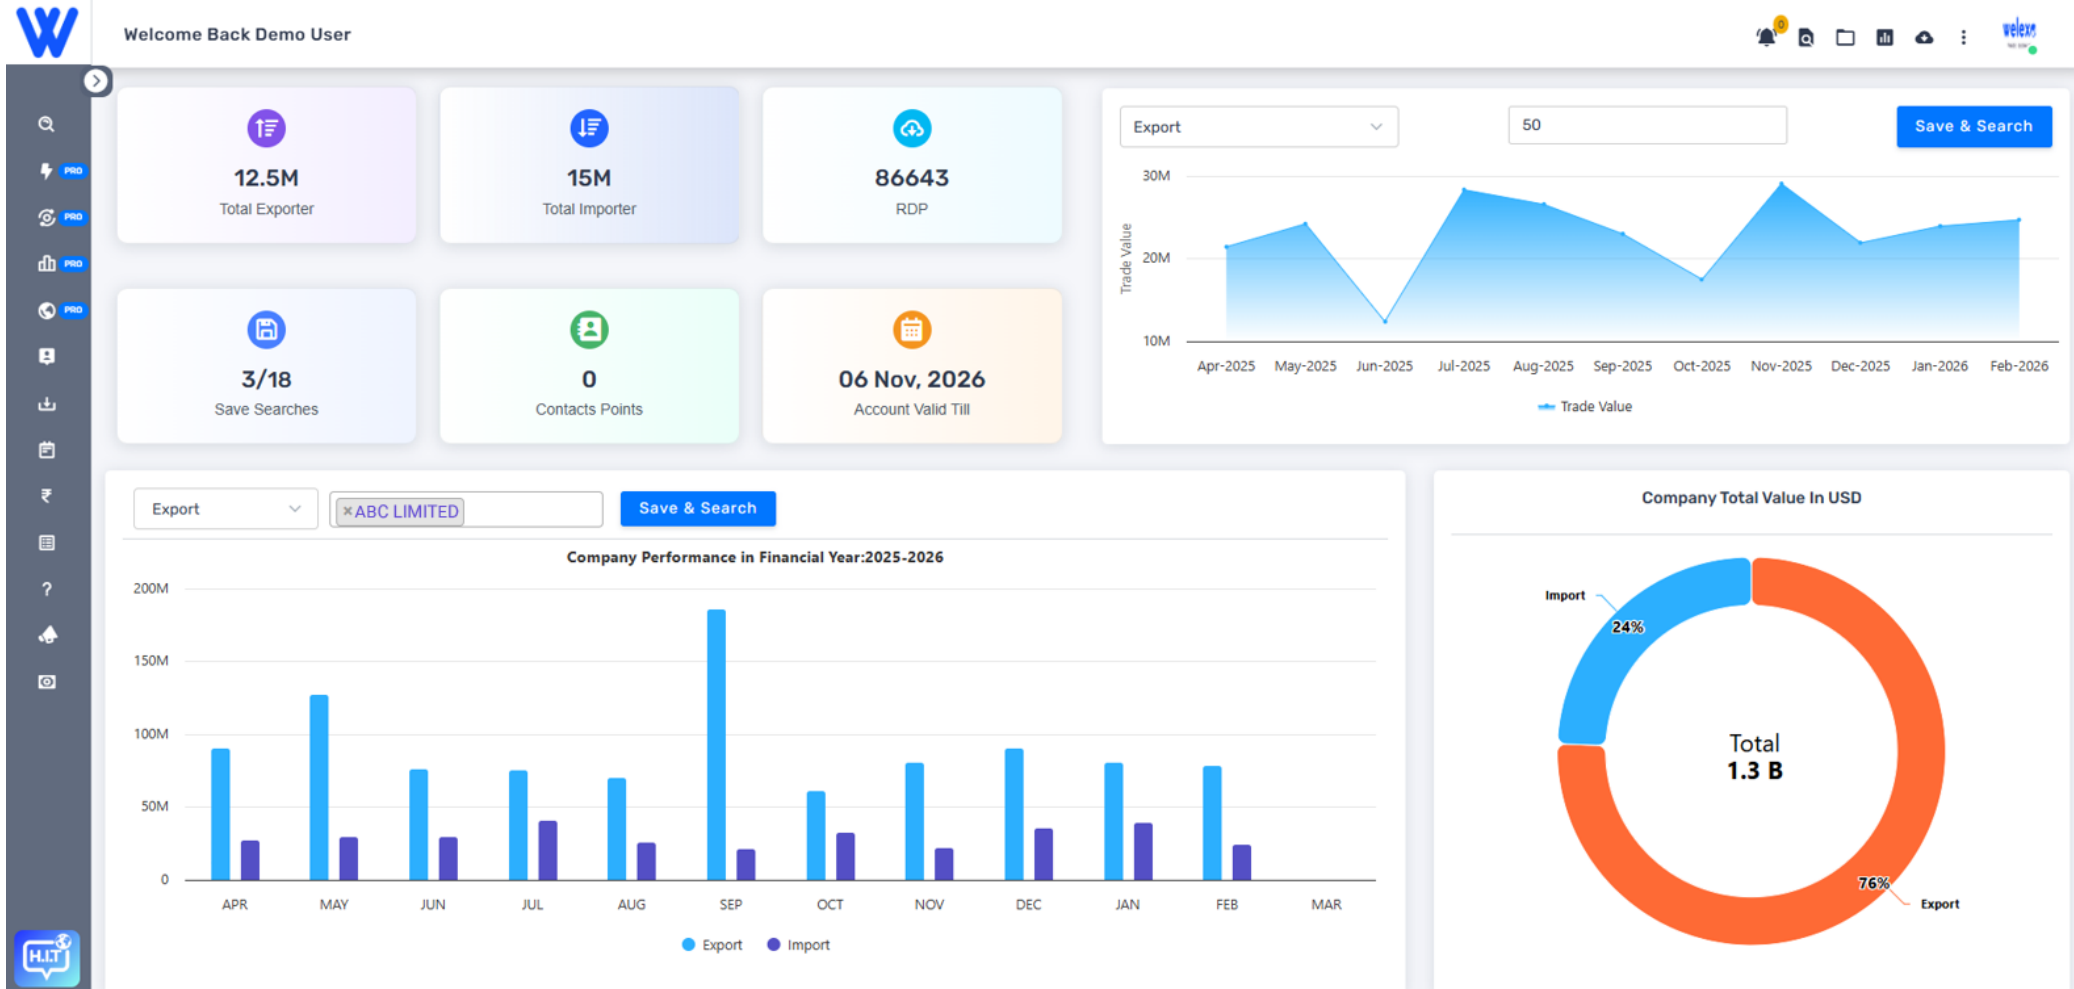 W
Welcome Back Demo User
0
welexo
PRO
PRO
PRO
PRO
₹
?
H.I.T
12.5M
Total Exporter
15M
Total Importer
86643
RDP
3/18
Save Searches
0
Contacts Points
06 Nov, 2026
Account Valid Till
Export
50
Save & Search
30M
20M
10M
Trade Value
Apr-2025 May-2025 Jun-2025 Jul-2025 Aug-2025 Sep-2025 Oct-2025 Nov-2025 Dec-2025 Jan-2026 Feb-2026
Trade Value
Export
×ABC LIMITED
Save & Search
Company Performance in Financial Year:2025-2026
200M
150M
100M
50M
0
APR MAY JUN JUL AUG SEP OCT NOV DEC JAN FEB MAR
Export Import
Company Total Value In USD
Import
24%
Total
1.3 B
76%
Export